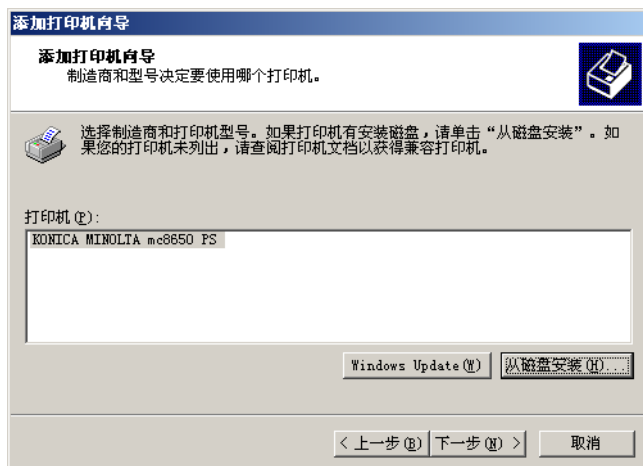 添加打印机向导
添加打印机向导
制造商和型号决定要使用哪个打印机。
选择制造商和打印机型号。如果打印机有安装磁盘，请单击“从磁盘安装”。如
果您的打印机未列出，请查阅打印机文档以获得兼容打印机。
打印机(P):
KONICA MINOLTA mc8650 PS
Windows Update(W) 从磁盘安装(H)...
< 上一步(B) 下一步(N) > 取消